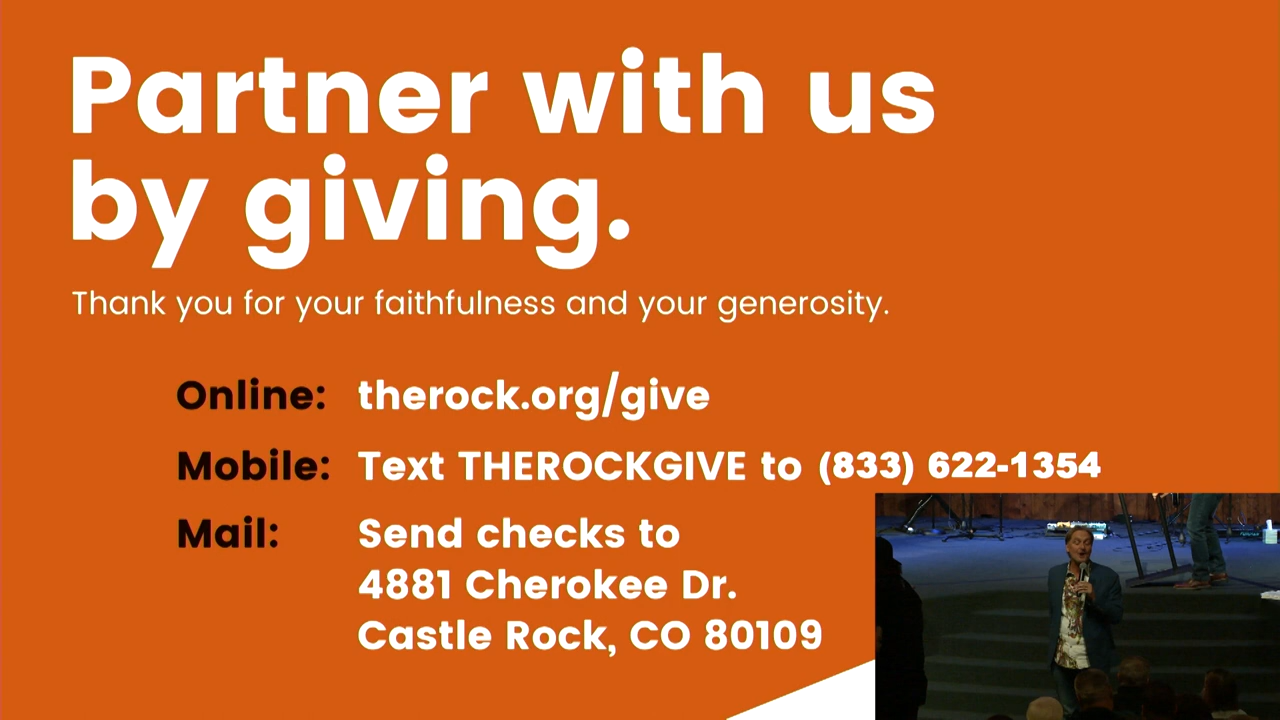 Partner with us
by giving.
Thank you for your faithfulness and your generosity.
Online: therock.org/give
Mobile: Text THEROCKGIVE to (833) 622-1354
Mail: Send checks to
4881 Cherokee Dr.
Castle Rock, CO 80109